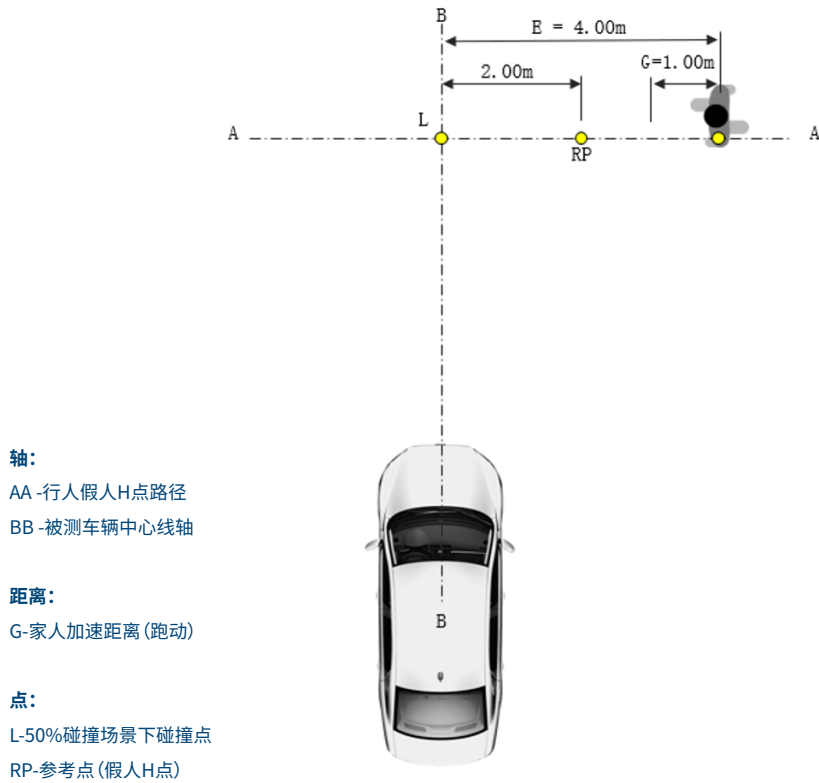 B
E = 4.00m
G=1.00m
2.00m
L
A
A
RP
B
轴：
AA -行人假人H点路径
BB -被测车辆中心线轴
距离：
G-家人加速距离（跑动）
点：
L-50%碰撞场景下碰撞点
RP-参考点（假人H点）